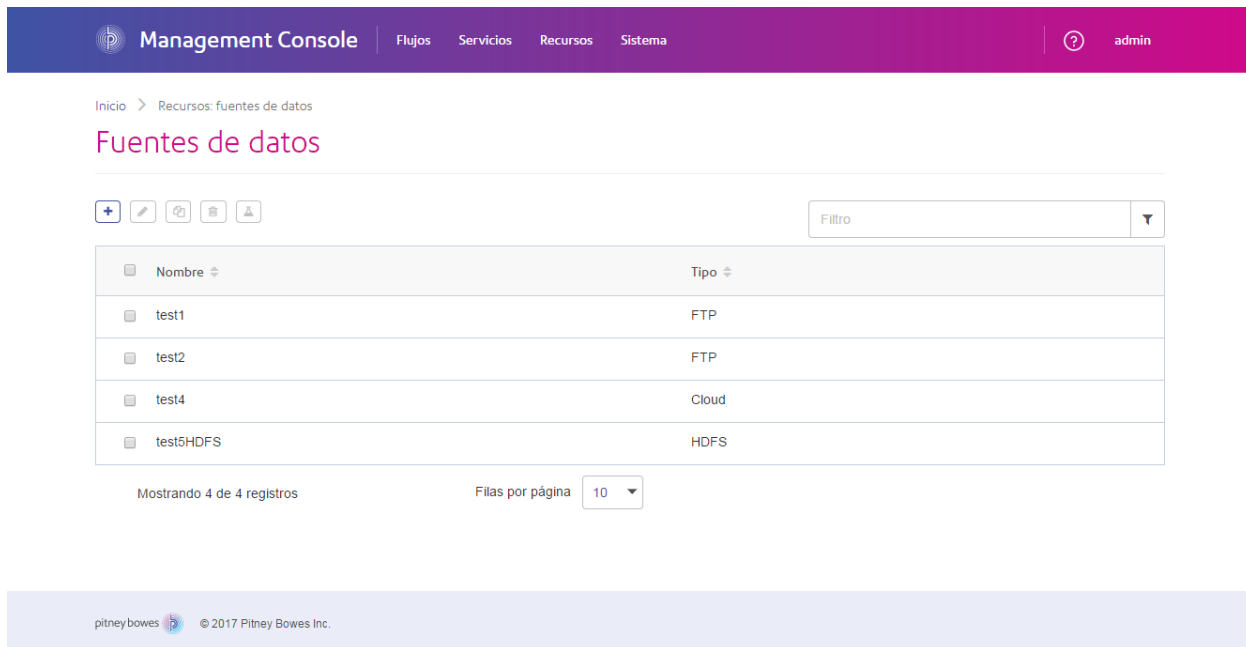 Management Console Flujos Servicios Recursos Sistema admin
Inicio Recursos: fuentes de datos
Fuentes de datos
Filtro
Nombre Tipo
test1 FTP
test2 FTP
test4 Cloud
test5HDFS HDFS
Mostrando 4 de 4 registros Filas por página 10
pitney bowes © 2017 Pitney Bowes Inc.